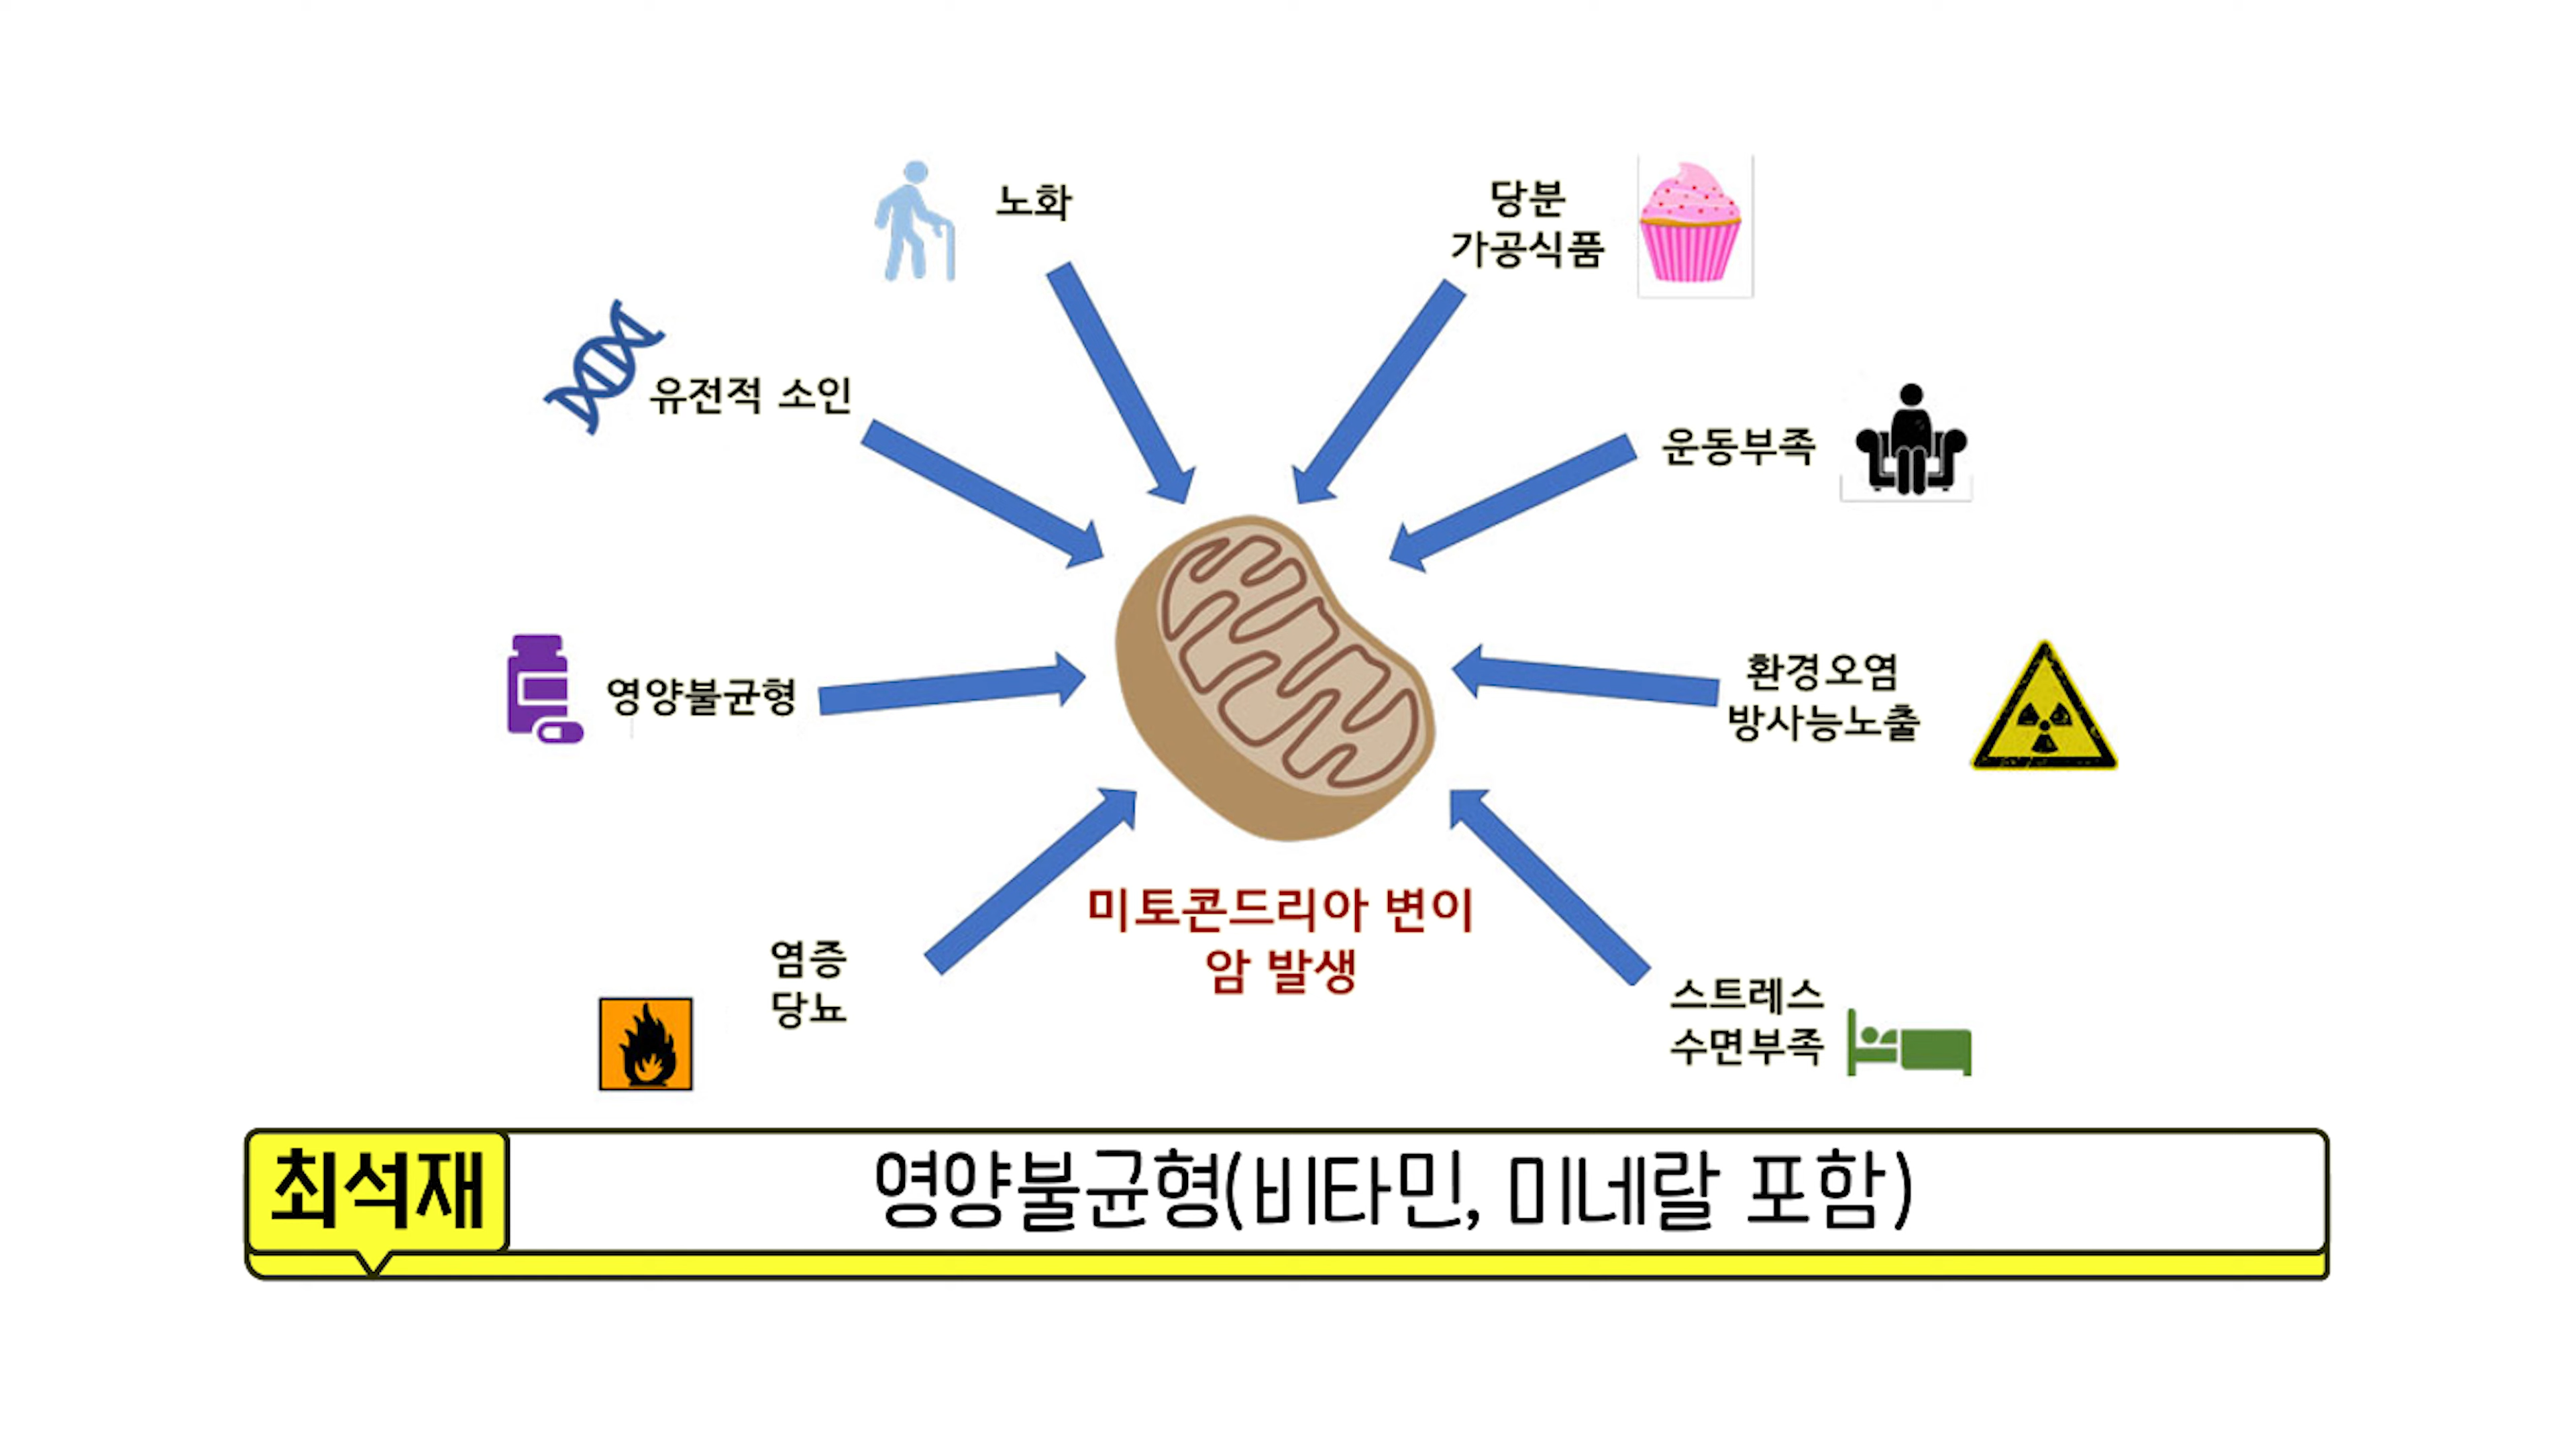 노화
당분
가공식품
유전적 소인
운동부족
영양불균형
환경오염
방사능노출
미토콘드리아 변이
암 발생
염증
당뇨
스트레스
수면부족
최석재
영양불균형(비타민, 미네랄 포함)